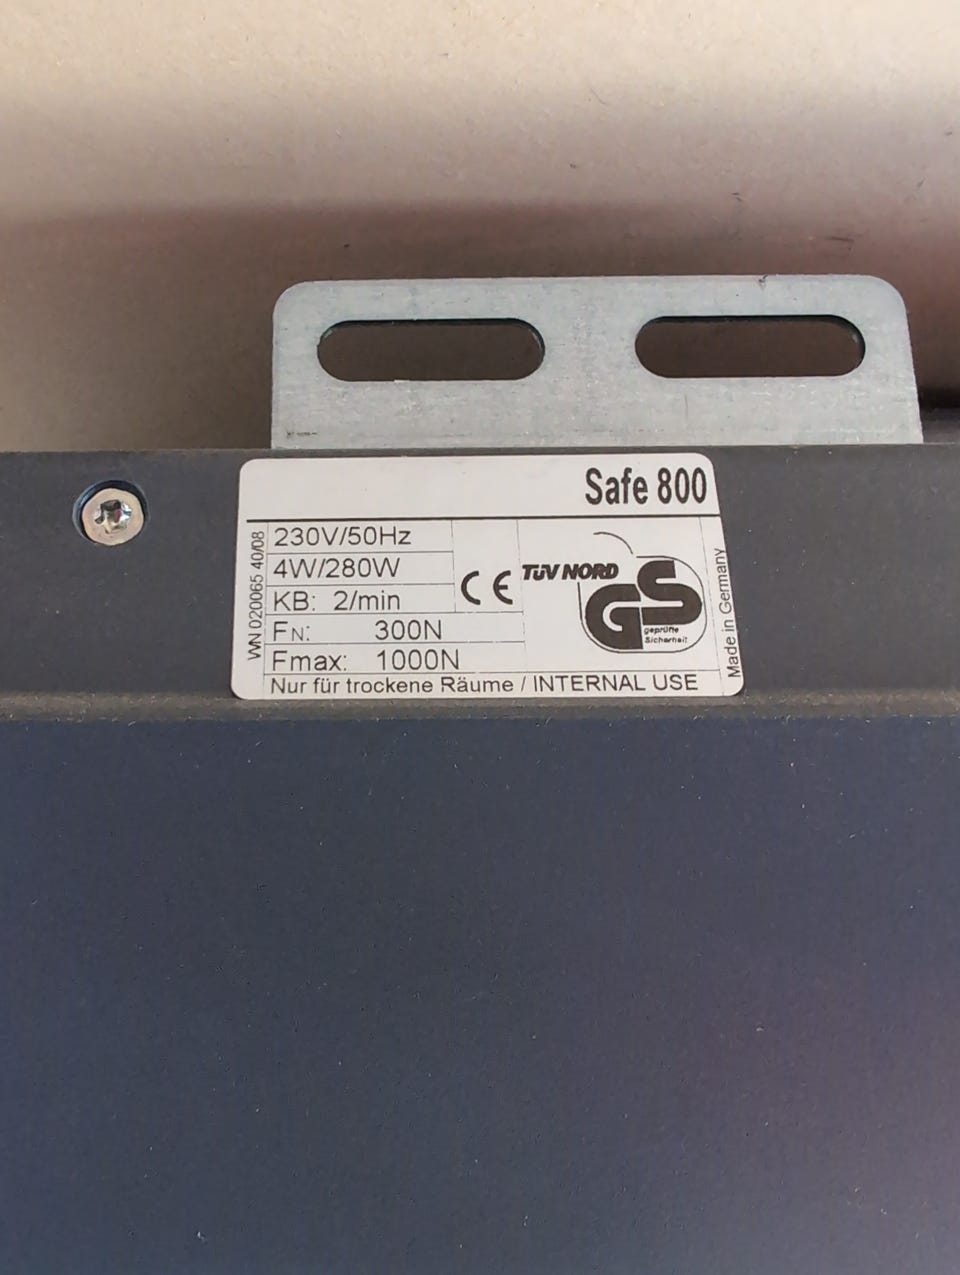 Safe 800
WN 020065 40/08
230V/50Hz
4W/280W
KB: 2/min
FN: 300N
Fmax: 1000N
CE
TÜV NORD
GS
geprüfte
Sicherheit
Made in Germany
Nur für trockene Räume / INTERNAL USE